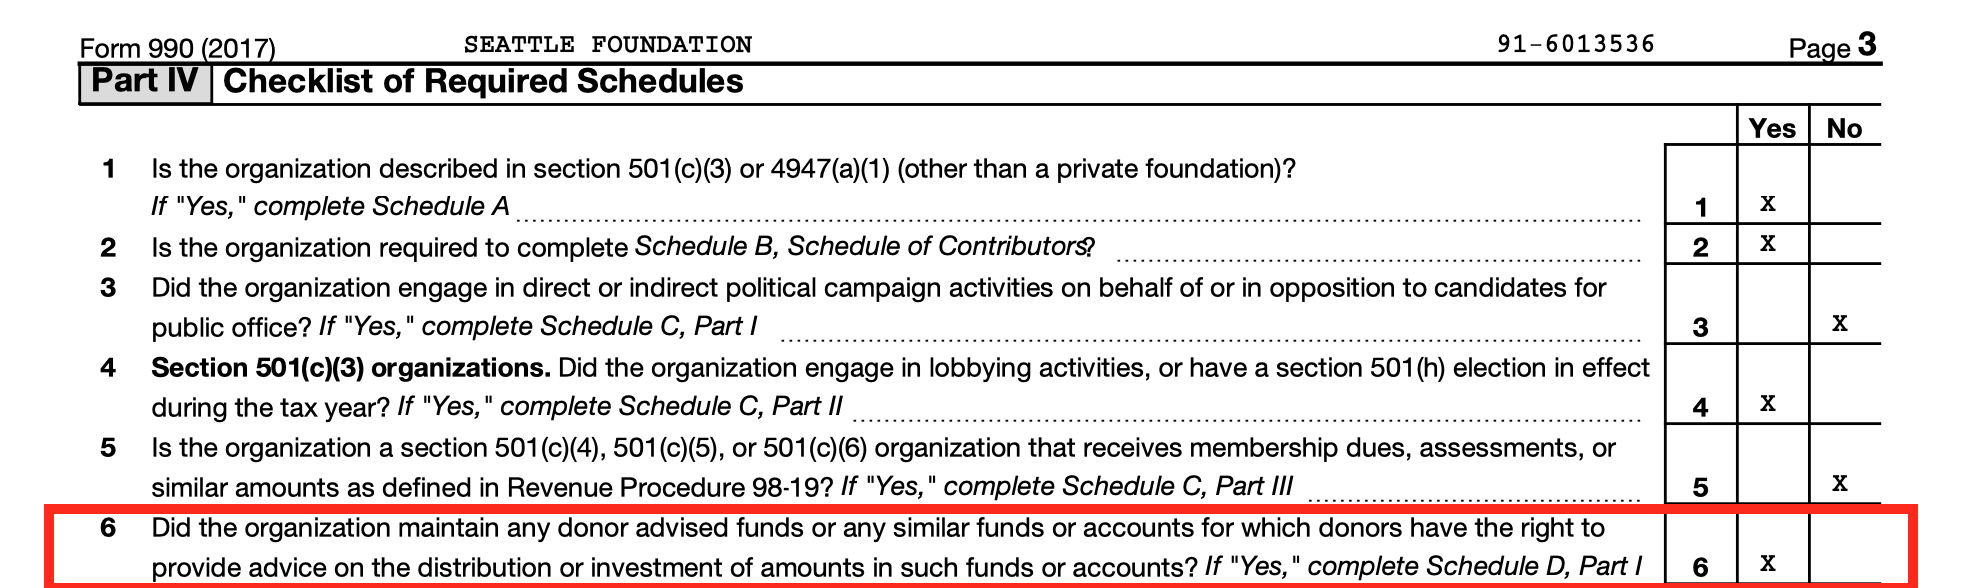 Form 990 (2017) SEATTLE FOUNDATION 91-6013536 Page 3
Part IV Checklist of Required Schedules
Yes No
1 Is the organization described in section 501(c)(3) or 4947(a)(1) (other than a private foundation)?
If "Yes," complete Schedule A 1 X
2 Is the organization required to complete Schedule B, Schedule of Contributors? 2 X
3 Did the organization engage in direct or indirect political campaign activities on behalf of or in opposition to candidates for
public office? If "Yes," complete Schedule C, Part I 3 X
4 Section 501(c)(3) organizations. Did the organization engage in lobbying activities, or have a section 501(h) election in effect
during the tax year? If "Yes," complete Schedule C, Part II 4 X
5 Is the organization a section 501(c)(4), 501(c)(5), or 501(c)(6) organization that receives membership dues, assessments, or
similar amounts as defined in Revenue Procedure 98-19? If "Yes," complete Schedule C, Part III 5 X
6 Did the organization maintain any donor advised funds or any similar funds or accounts for which donors have the right to
provide advice on the distribution or investment of amounts in such funds or accounts? If "Yes," complete Schedule D, Part I 6 X